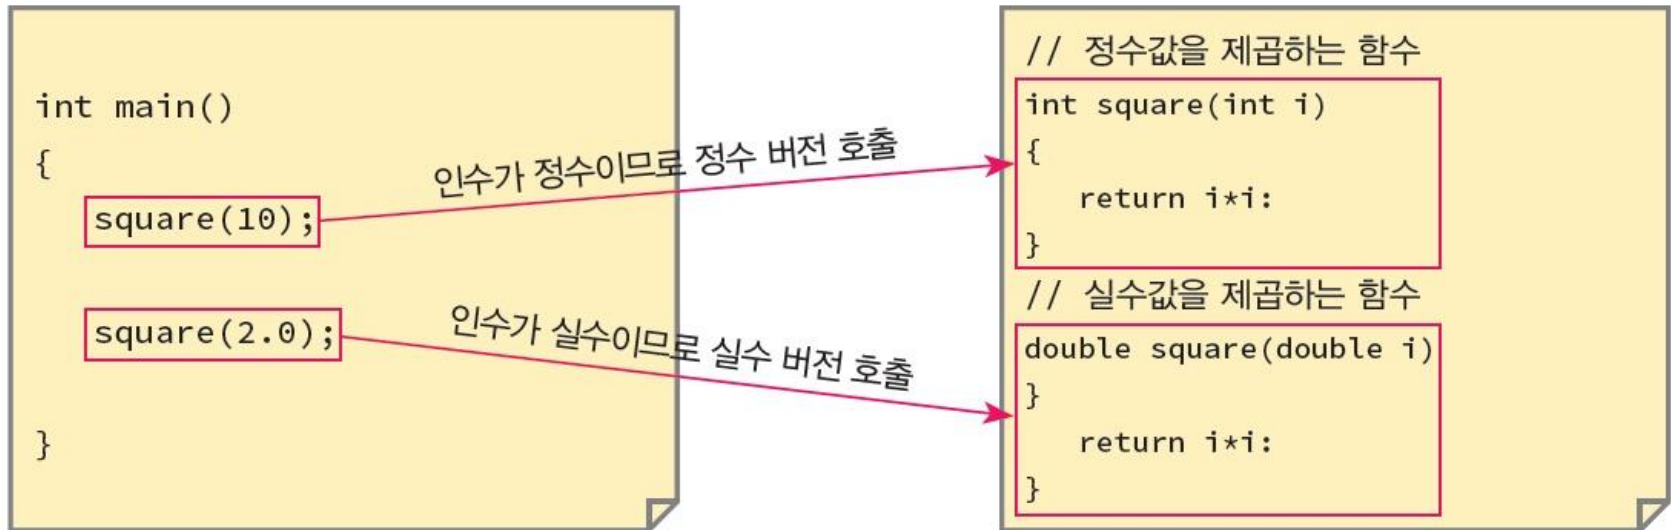 int main()
{
square(10);
square(2.0);
}
인수가 정수이므로 정수 버전 호출
인수가 실수이므로 실수 버전 호출
// 정수값을 제곱하는 함수
int square(int i)
{
return i*i:
}
// 실수값을 제곱하는 함수
double square(double i)
}
return i*i:
}